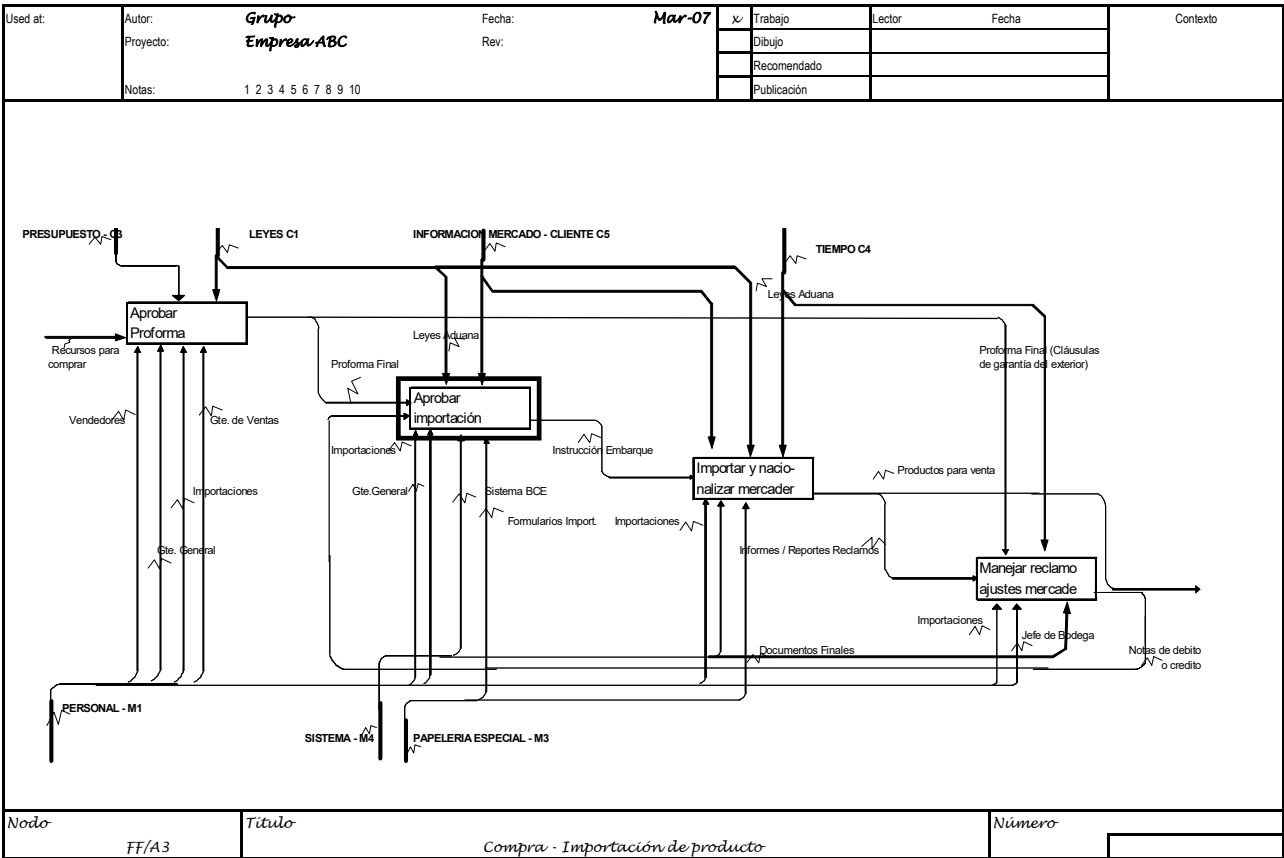 Used at:
Autor:
Grupo
Fecha:
Mar-07
x
Trabajo
Lector
Fecha
Contexto
Proyecto:
Empresa ABC
Rev:
Dibujo
Recomendado
Notas:
1 2 3 4 5 6 7 8 9 10
Publicación
PRESUPUESTO - C3
LEYES C1
INFORMACION MERCADO - CLIENTE C5
TIEMPO C4
Leyes Aduana
Aprobar
Proforma
Recursos para
comprar
Leyes Aduana
Proforma Final (Cláusulas
de garantía del exterior)
Proforma Final
Aprobar
importación
Vendedores
Gte. de Ventas
Importaciones
Instrucción Embarque
Importar y nacio-
nalizar mercader
Productos para venta
Gte.General
Sistema BCE
Importaciones
Formularios Import.
Importaciones
Gte. General
Informes / Reportes Reclamos
Manejar reclamo
ajustes mercade
Importaciones
Jefe de Bodega
Documentos Finales
Notas de debito
o credito
PERSONAL - M1
SISTEMA - M4
PAPELERIA ESPECIAL - M3
Nodo
Título
Número
FF/A3
Compra - Importación de producto